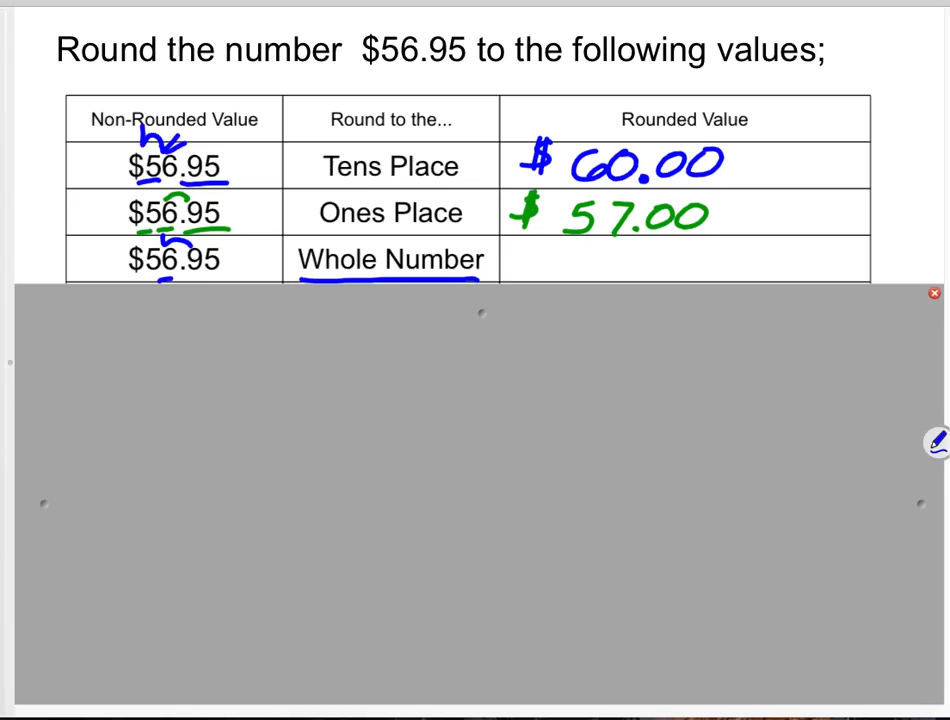 Round the number $56.95 to the following values;
Non-Rounded Value Round to the... Rounded Value
$56.95 Tens Place $ 60.00
$56.95 Ones Place $ 57.00
$56.95 Whole Number